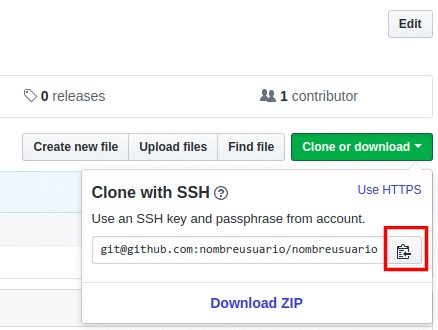 Edit
0 releases
1 contributor
Create new file Upload files Find file Clone or download
Clone with SSH ? Use HTTPS
Use an SSH key and passphrase from account.
git@github.com:nombreusuario/nombreusuario
Download ZIP